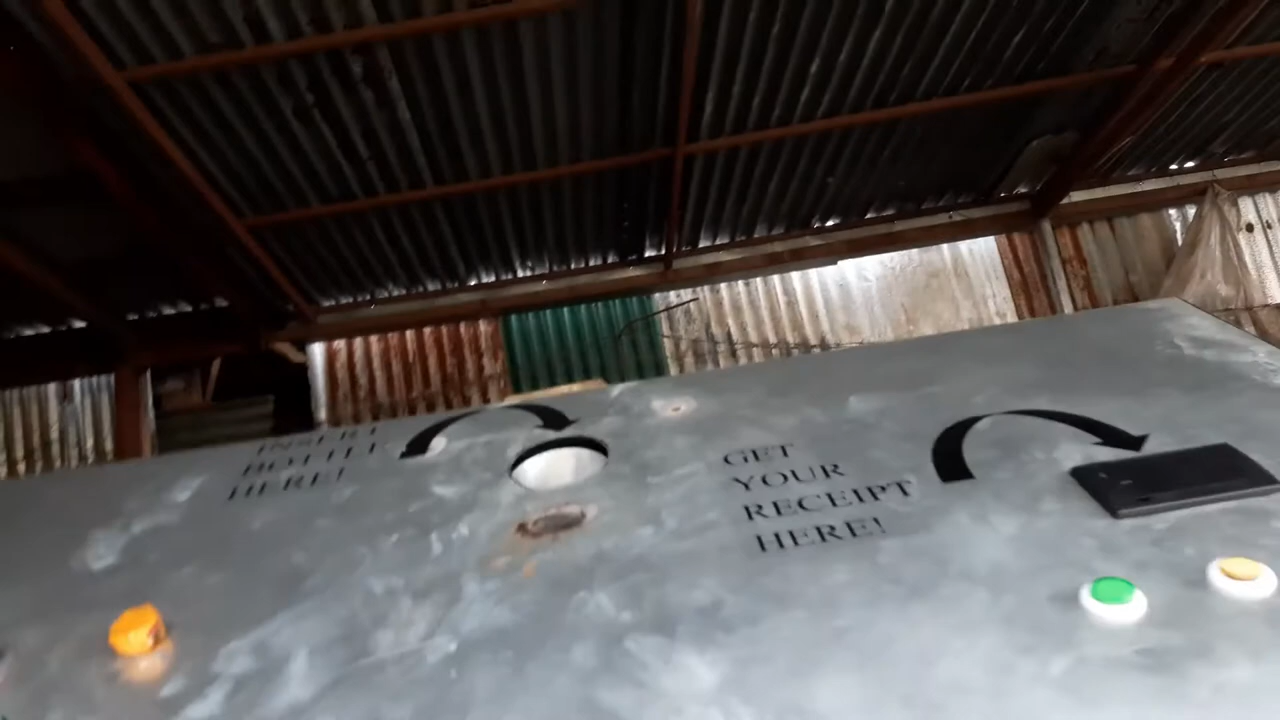 INSERT
BOTTLE
HERE!
GET
YOUR
RECEIPT
HERE!